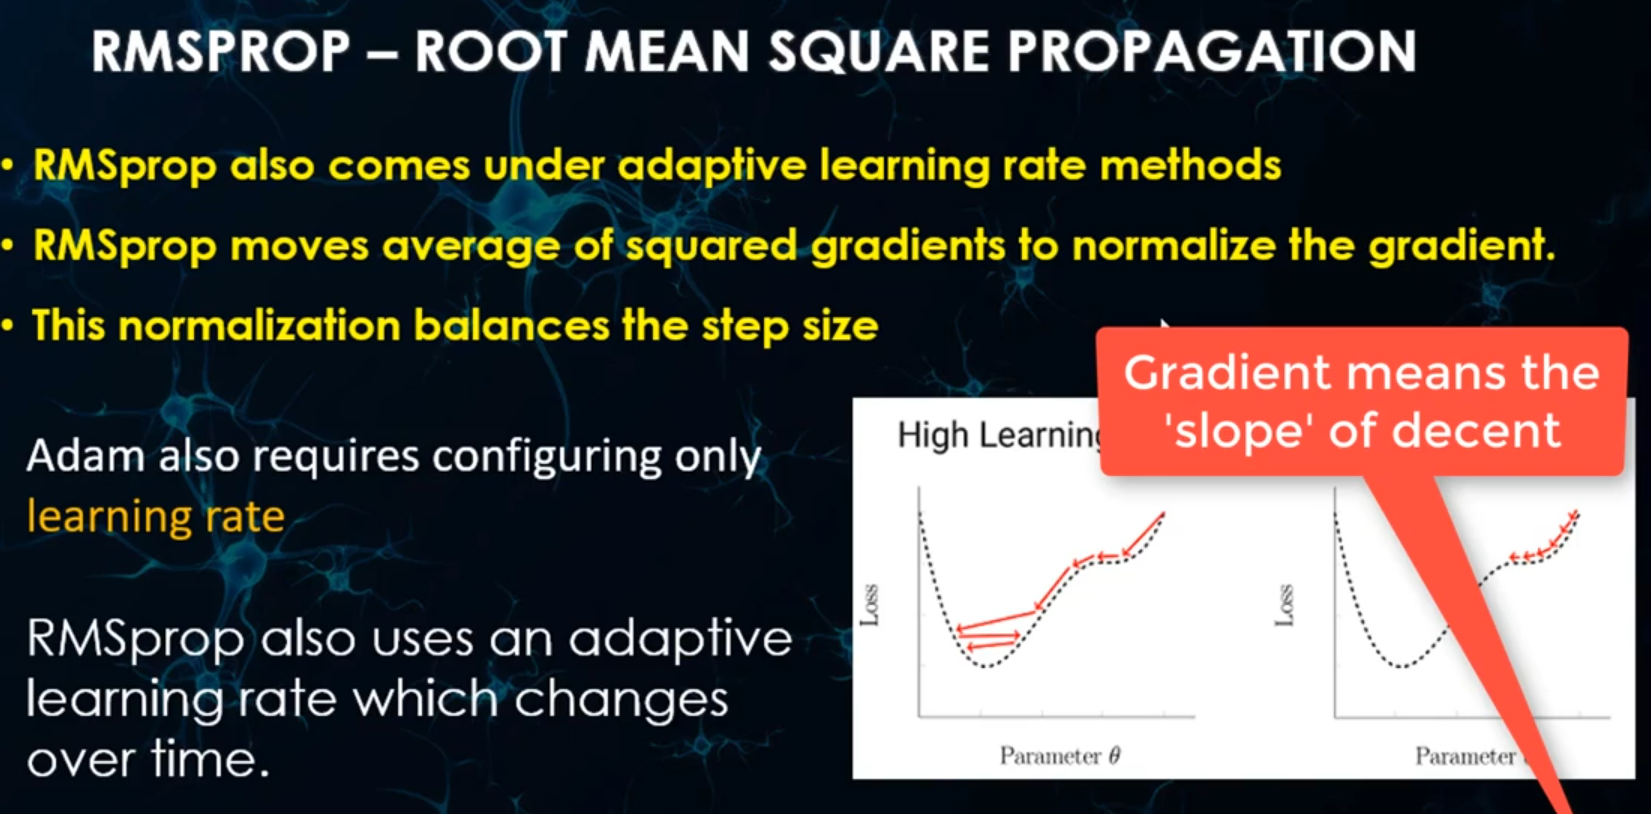 RMSPROP – ROOT MEAN SQUARE PROPAGATION
• RMSprop also comes under adaptive learning rate methods
• RMSprop moves average of squared gradients to normalize the gradient.
• This normalization balances the step size
Adam also requires configuring only
learning rate
RMSprop also uses an adaptive
learning rate which changes
over time.
Gradient means the
'slope' of decent
High Learning
Loss
Parameter θ
Loss
Parameter